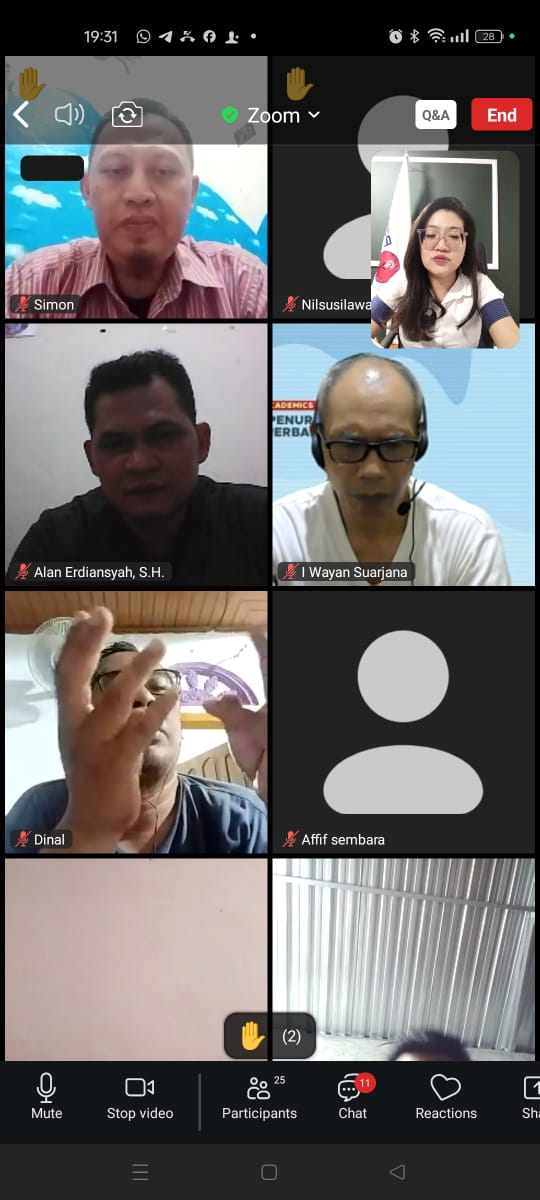 19:31
28
Zoom
Q&A
End
Simon
Nilsusilawa
ADEMICS
PENUR
ERBA
Alan Erdiansyah, S.H.
I Wayan Suarjana
Dinal
Affif sembara
(2)
25
11
Mute
Stop video
Participants
Chat
Reactions
Sha